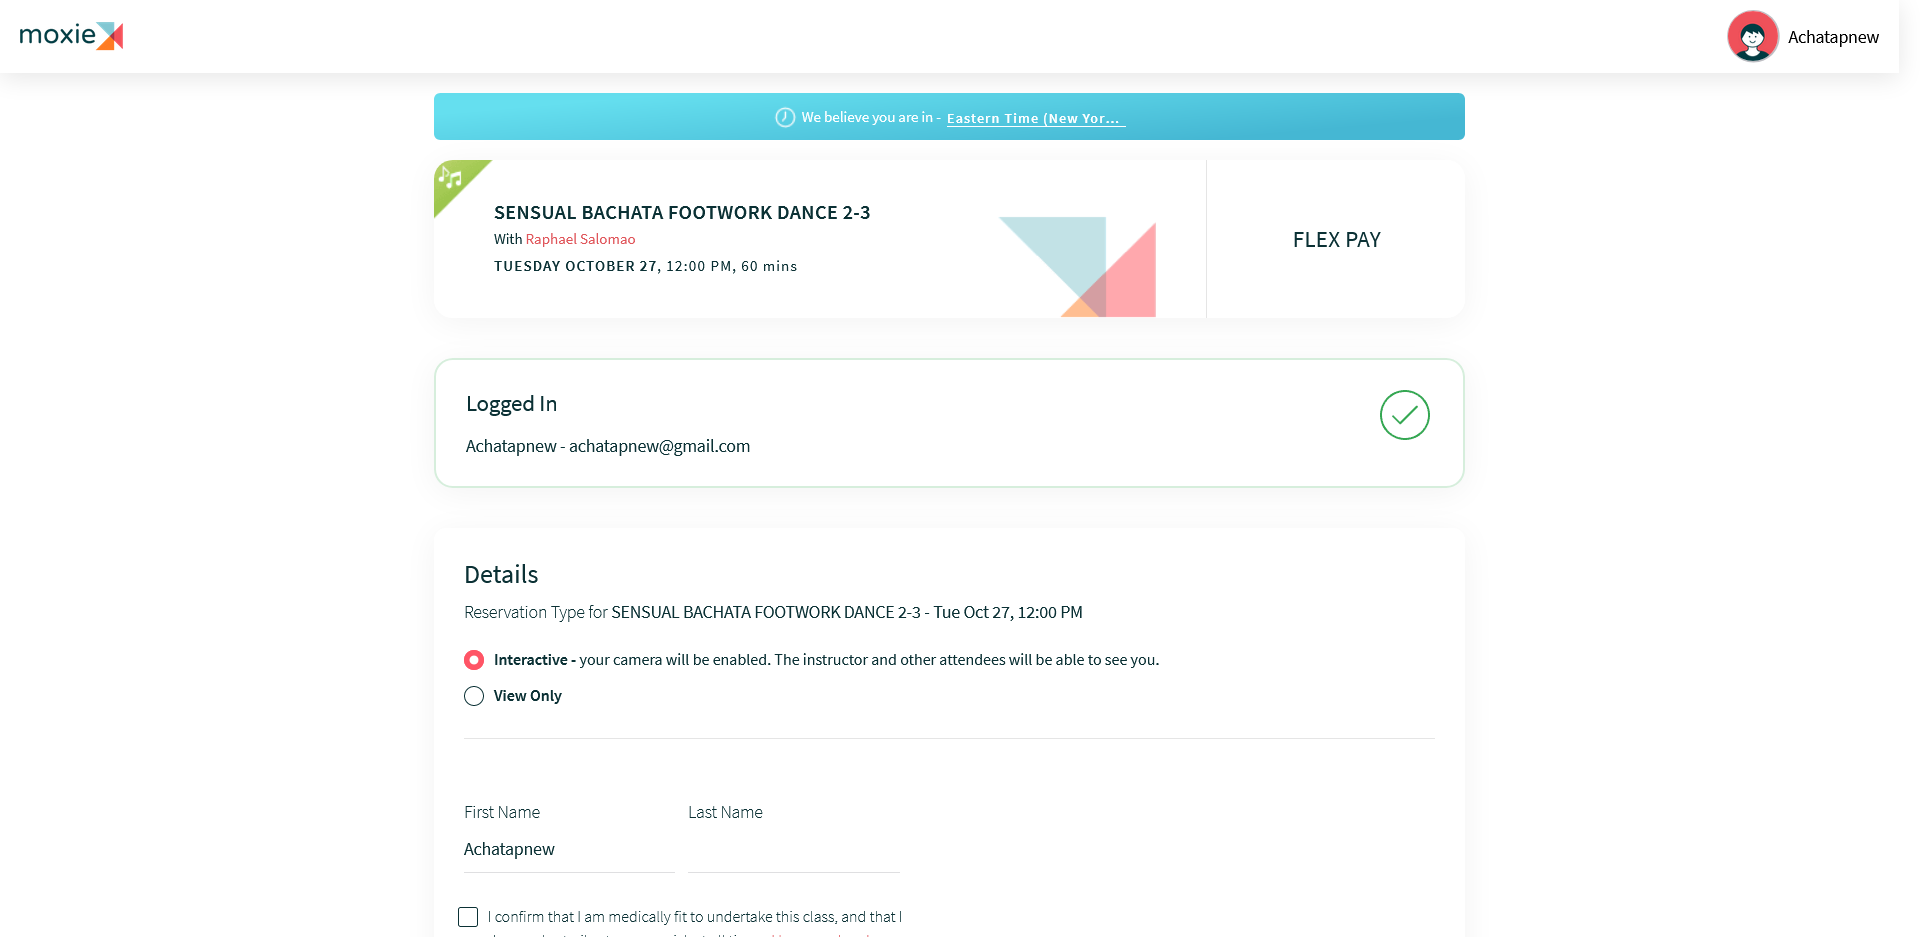 moxie
Achatapnew
We believe you are in - Eastern Time (New Yor...
SENSUAL BACHATA FOOTWORK DANCE 2-3
With Raphael Salomao
TUESDAY OCTOBER 27, 12:00 PM, 60 mins
FLEX PAY
Logged In
Achatapnew - achatapnew@gmail.com
Details
Reservation Type for SENSUAL BACHATA FOOTWORK DANCE 2-3 - Tue Oct 27, 12:00 PM
Interactive - your camera will be enabled. The instructor and other attendees will be able to see you.
View Only
First Name
Last Name
Achatapnew
I confirm that I am medically fit to undertake this class, and that I